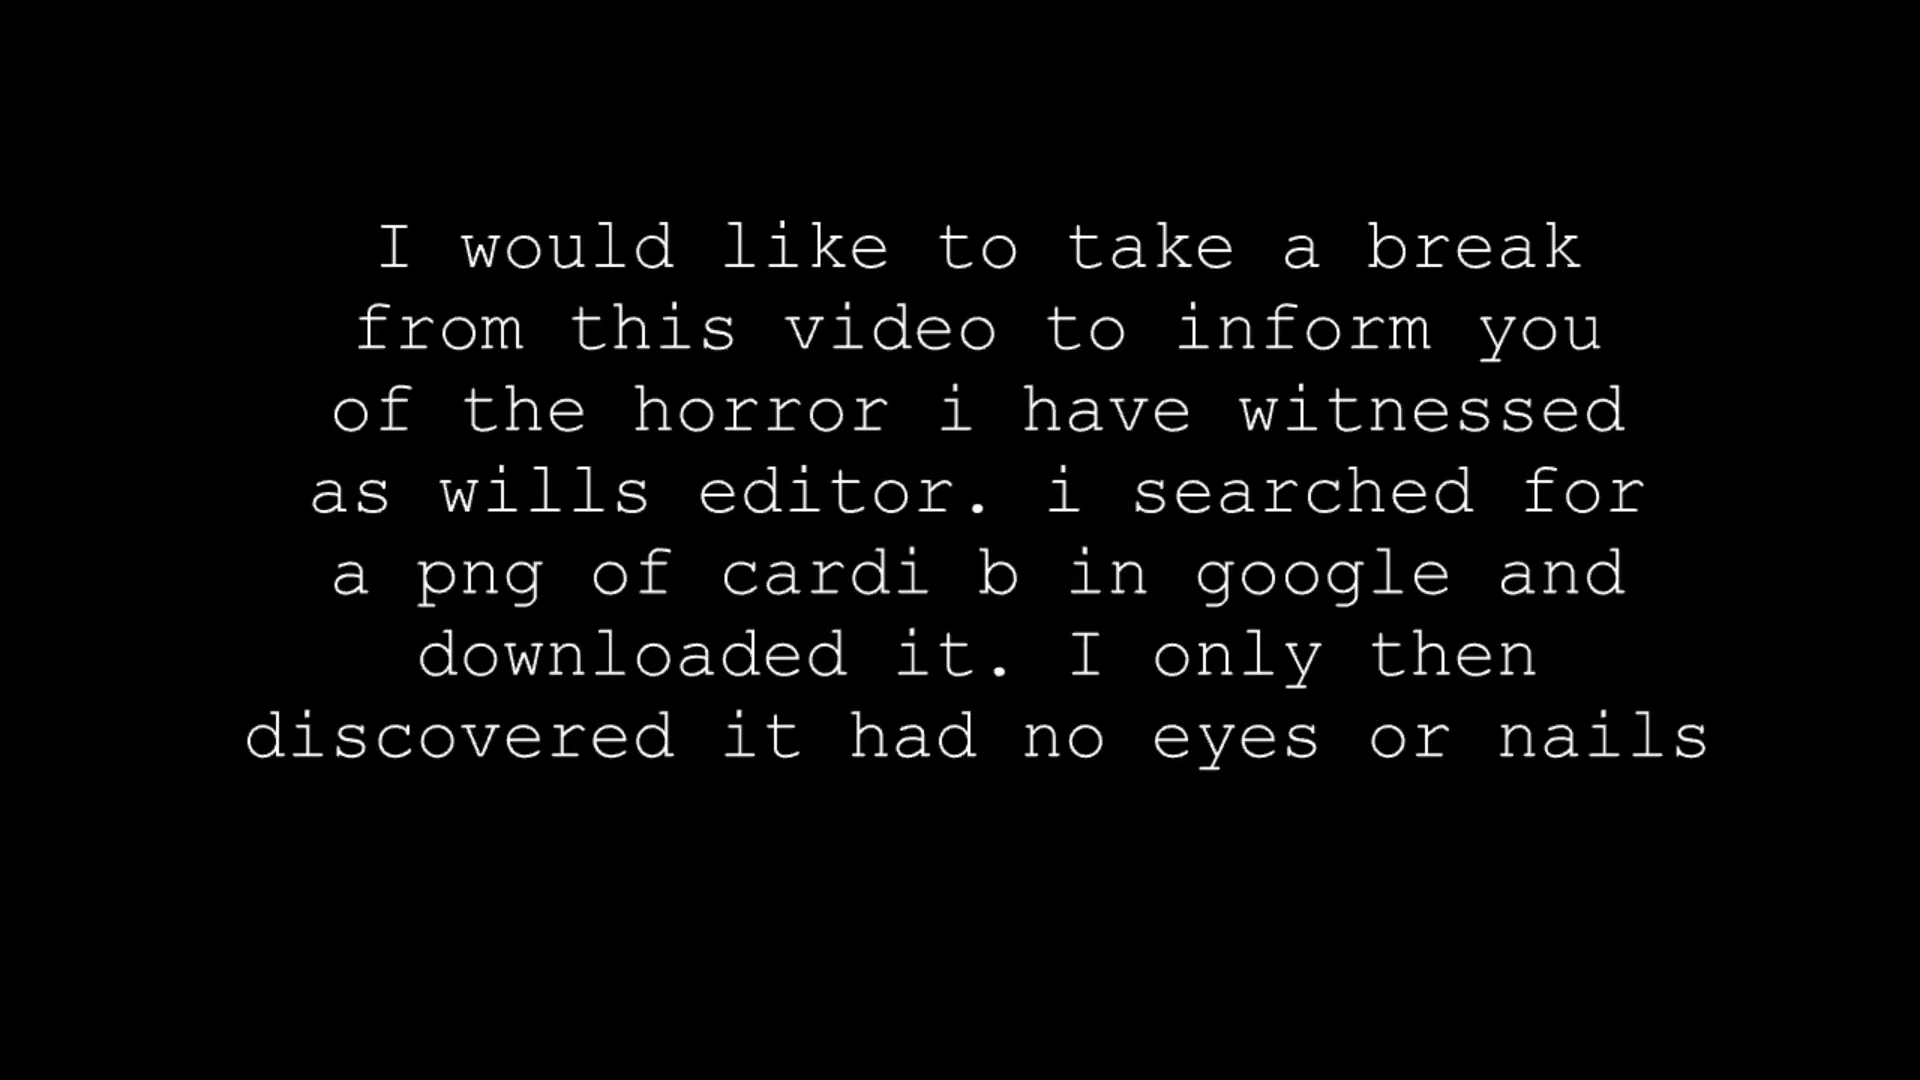 I would like to take a break
from this video to inform you
of the horror i have witnessed
as wills editor. i searched for
a png of cardi b in google and
downloaded it. I only then
discovered it had no eyes or nails